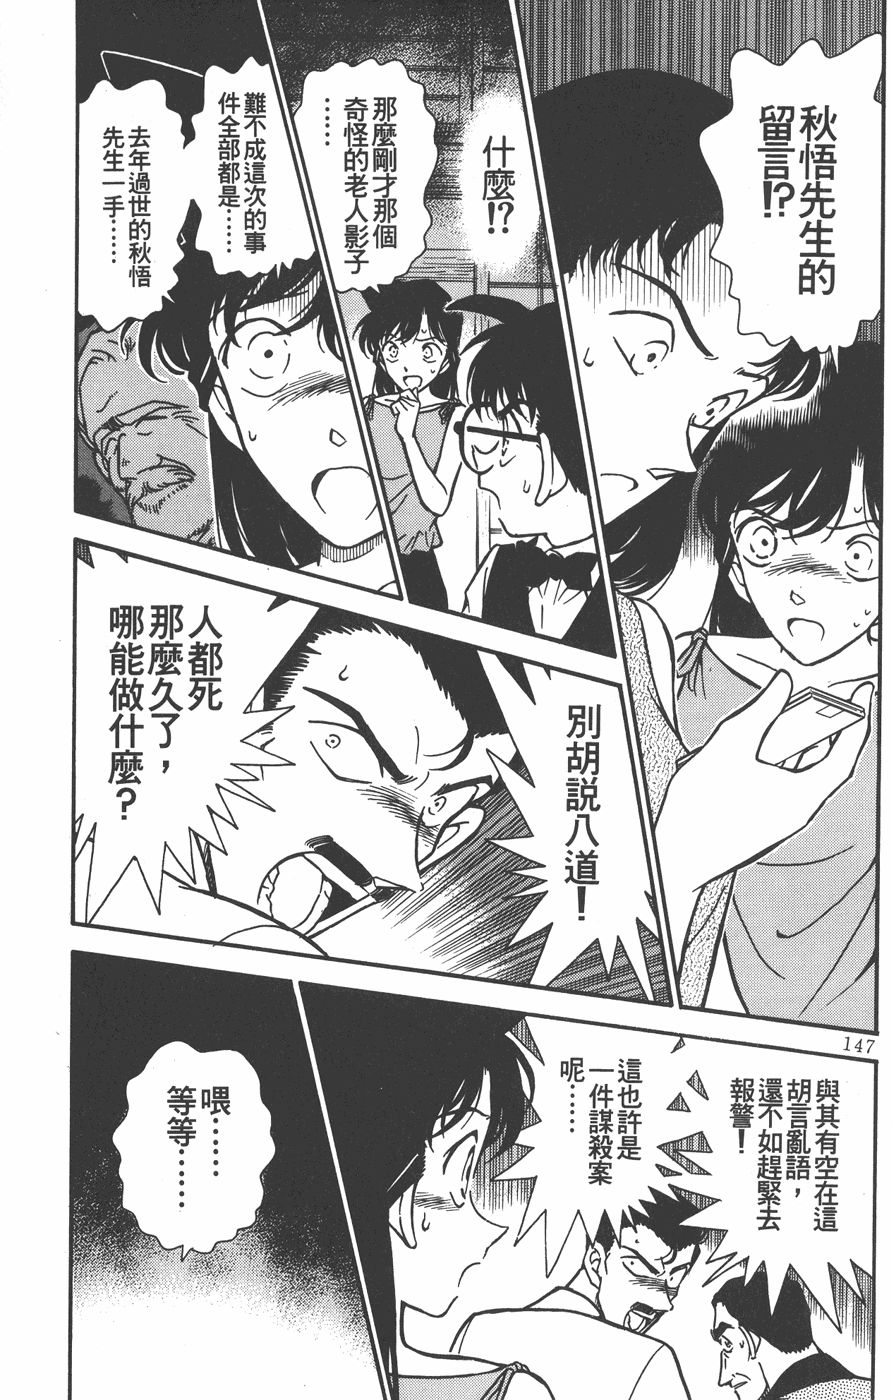 秋悟先生的
留言!?
什麼!?
那麼剛才那個
奇怪的老人影子
……
難不成這次的事
件全部都是……
去年過世的秋悟
先生一手……
別胡說八道！
人都死
那麼久了，
哪能做什麼？
147
與其有空在這
胡言亂語，
還不如趕緊去
報警！
這也許是
一件謀殺案
呢……
喂……
等等……